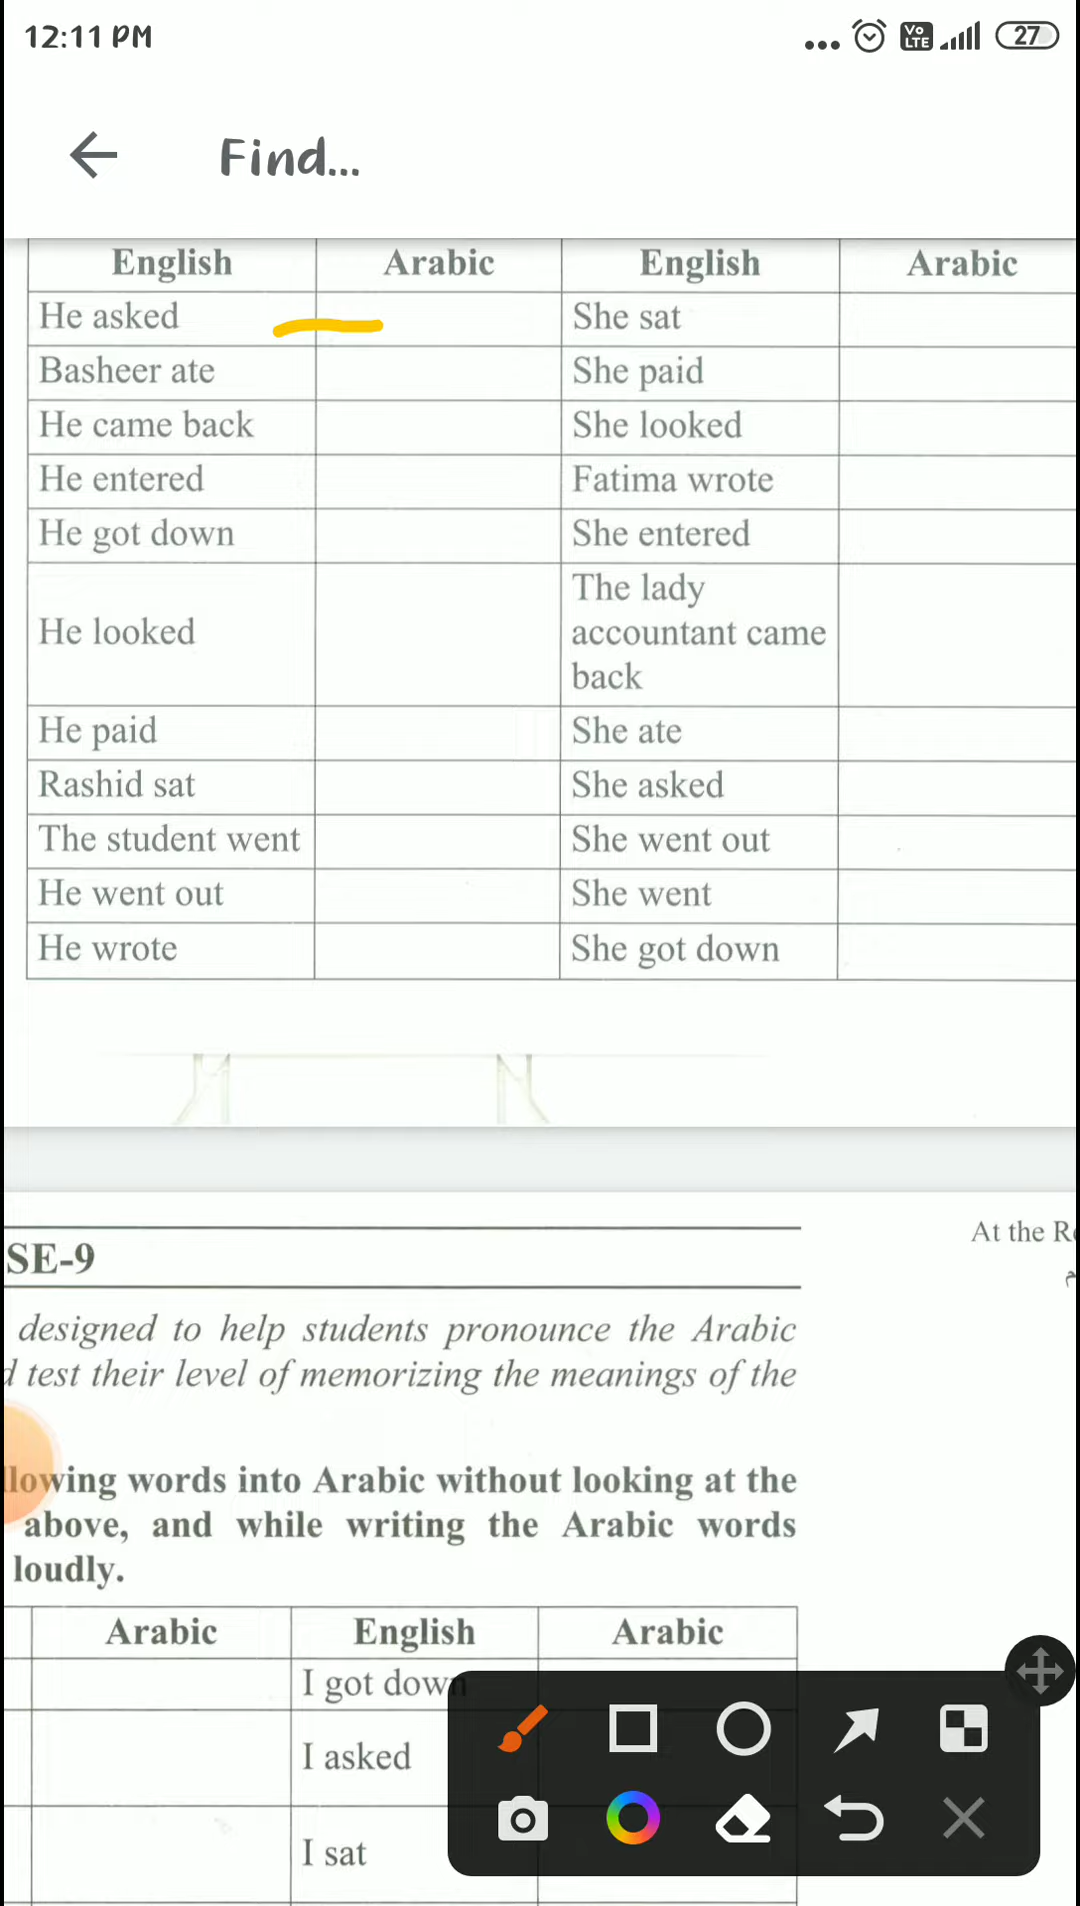 12:11 PM
Vo LTE
27
Find...
English Arabic English Arabic
He asked She sat
Basheer ate She paid
He came back She looked
He entered Fatima wrote
He got down She entered
He looked The lady
accountant came
back
He paid She ate
Rashid sat She asked
The student went She went out
He went out She went
He wrote She got down
At the
SE-9
designed to help students pronounce the Arabic
test their level of memorizing the meanings of the
lowing words into Arabic without looking at the
above, and while writing the Arabic words
loudly.
Arabic English Arabic
I got down
I asked
I sat